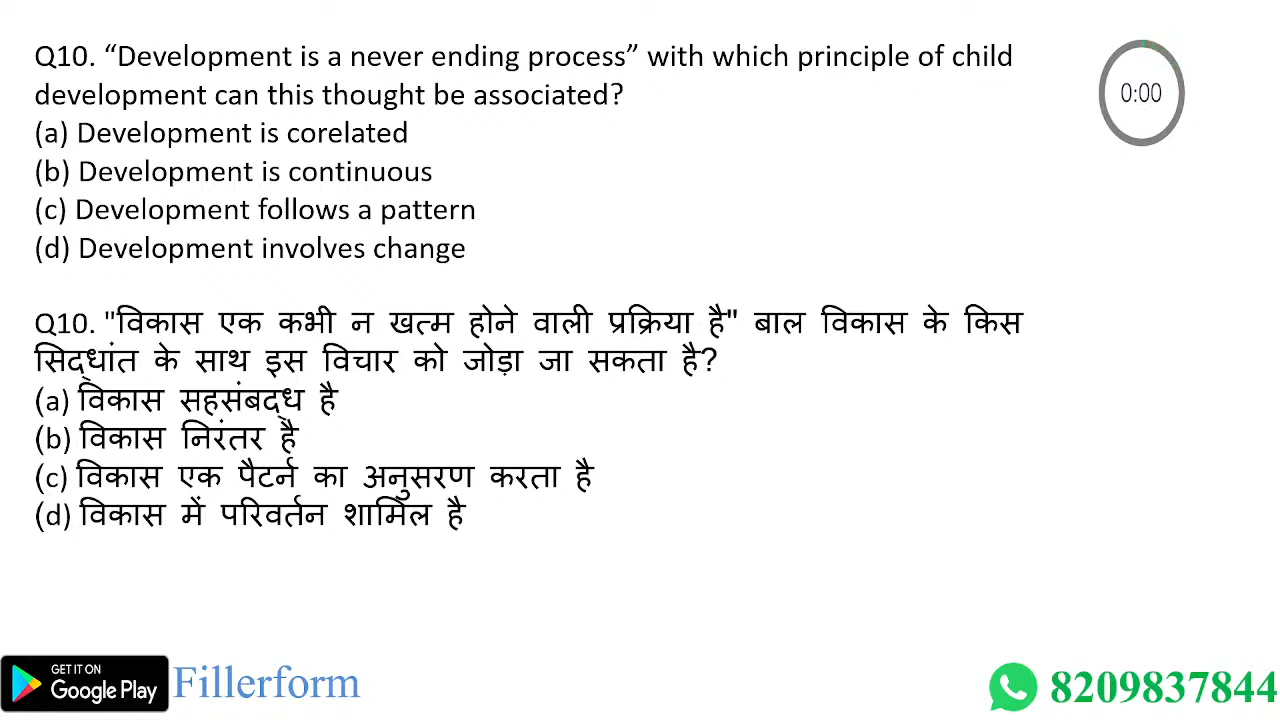 Q10. “Development is a never ending process” with which principle of child
development can this thought be associated?
(a) Development is corelated
(b) Development is continuous
(c) Development follows a pattern
(d) Development involves change
Q10. "विकास एक कभी न खत्म होने वाली प्रक्रिया है" बाल विकास के किस
सिद्धांत के साथ इस विचार को जोड़ा जा सकता है?
(a) विकास सहसंबद्ध है
(b) विकास निरंतर है
(c) विकास एक पैटर्न का अनुसरण करता है
(d) विकास में परिवर्तन शामिल है
0:00
GET IT ON
Google Play
Fillerform
8209837844